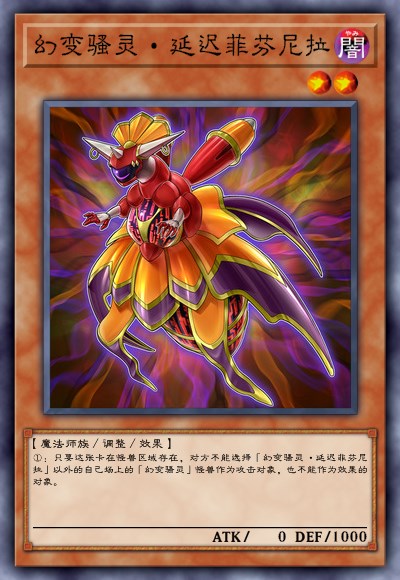 幻变骚灵・延迟菲芬尼拉
やみ
闇
【魔法师族／调整／效果】
①：只要这张卡在怪兽区域存在，对方不能选择「幻变骚灵・延迟菲芬尼
拉」以外的自己场上的「幻变骚灵」怪兽作为攻击对象，也不能作为效果的
对象。
ATK/ 0 DEF/1000